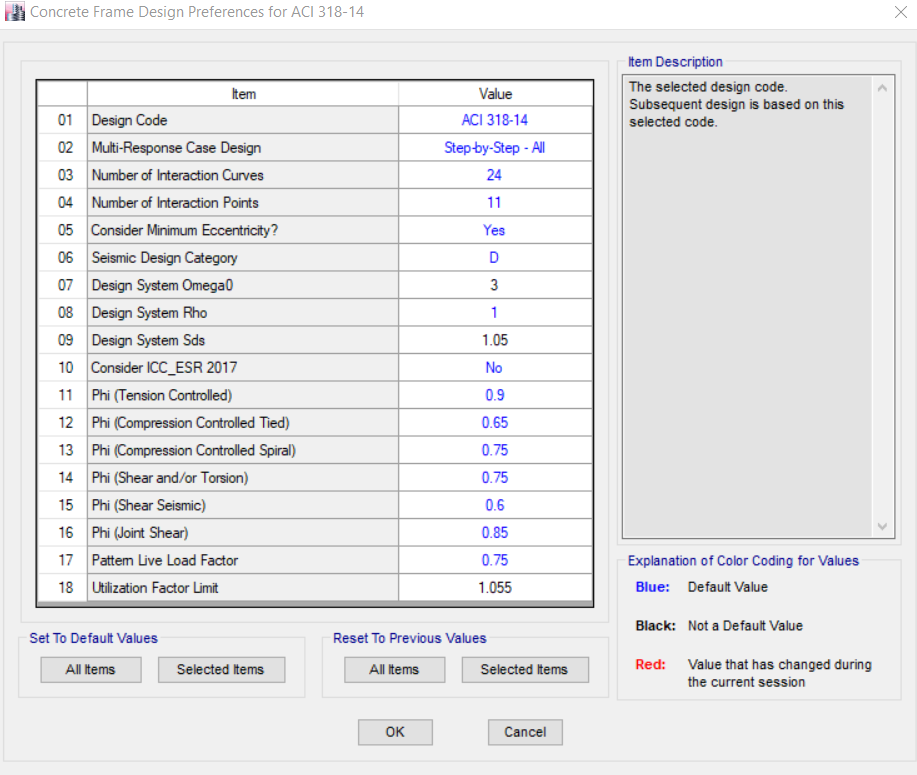 Concrete Frame Design Preferences for ACI 318-14
Item Value
01 Design Code ACI 318-14
02 Multi-Response Case Design Step-by-Step - All
03 Number of Interaction Curves 24
04 Number of Interaction Points 11
05 Consider Minimum Eccentricity? Yes
06 Seismic Design Category D
07 Design System Omega0 3
08 Design System Rho 1
09 Design System Sds 1.05
10 Consider ICC_ESR 2017 No
11 Phi (Tension Controlled) 0.9
12 Phi (Compression Controlled Tied) 0.65
13 Phi (Compression Controlled Spiral) 0.75
14 Phi (Shear and/or Torsion) 0.75
15 Phi (Shear Seismic) 0.6
16 Phi (Joint Shear) 0.85
17 Pattern Live Load Factor 0.75
18 Utilization Factor Limit 1.055
Set To Default Values
All Items Selected Items
Reset To Previous Values
All Items Selected Items
Item Description
The selected design code.
Subsequent design is based on this
selected code.
Explanation of Color Coding for Values
Blue: Default Value
Black: Not a Default Value
Red: Value that has changed during
the current session
OK Cancel